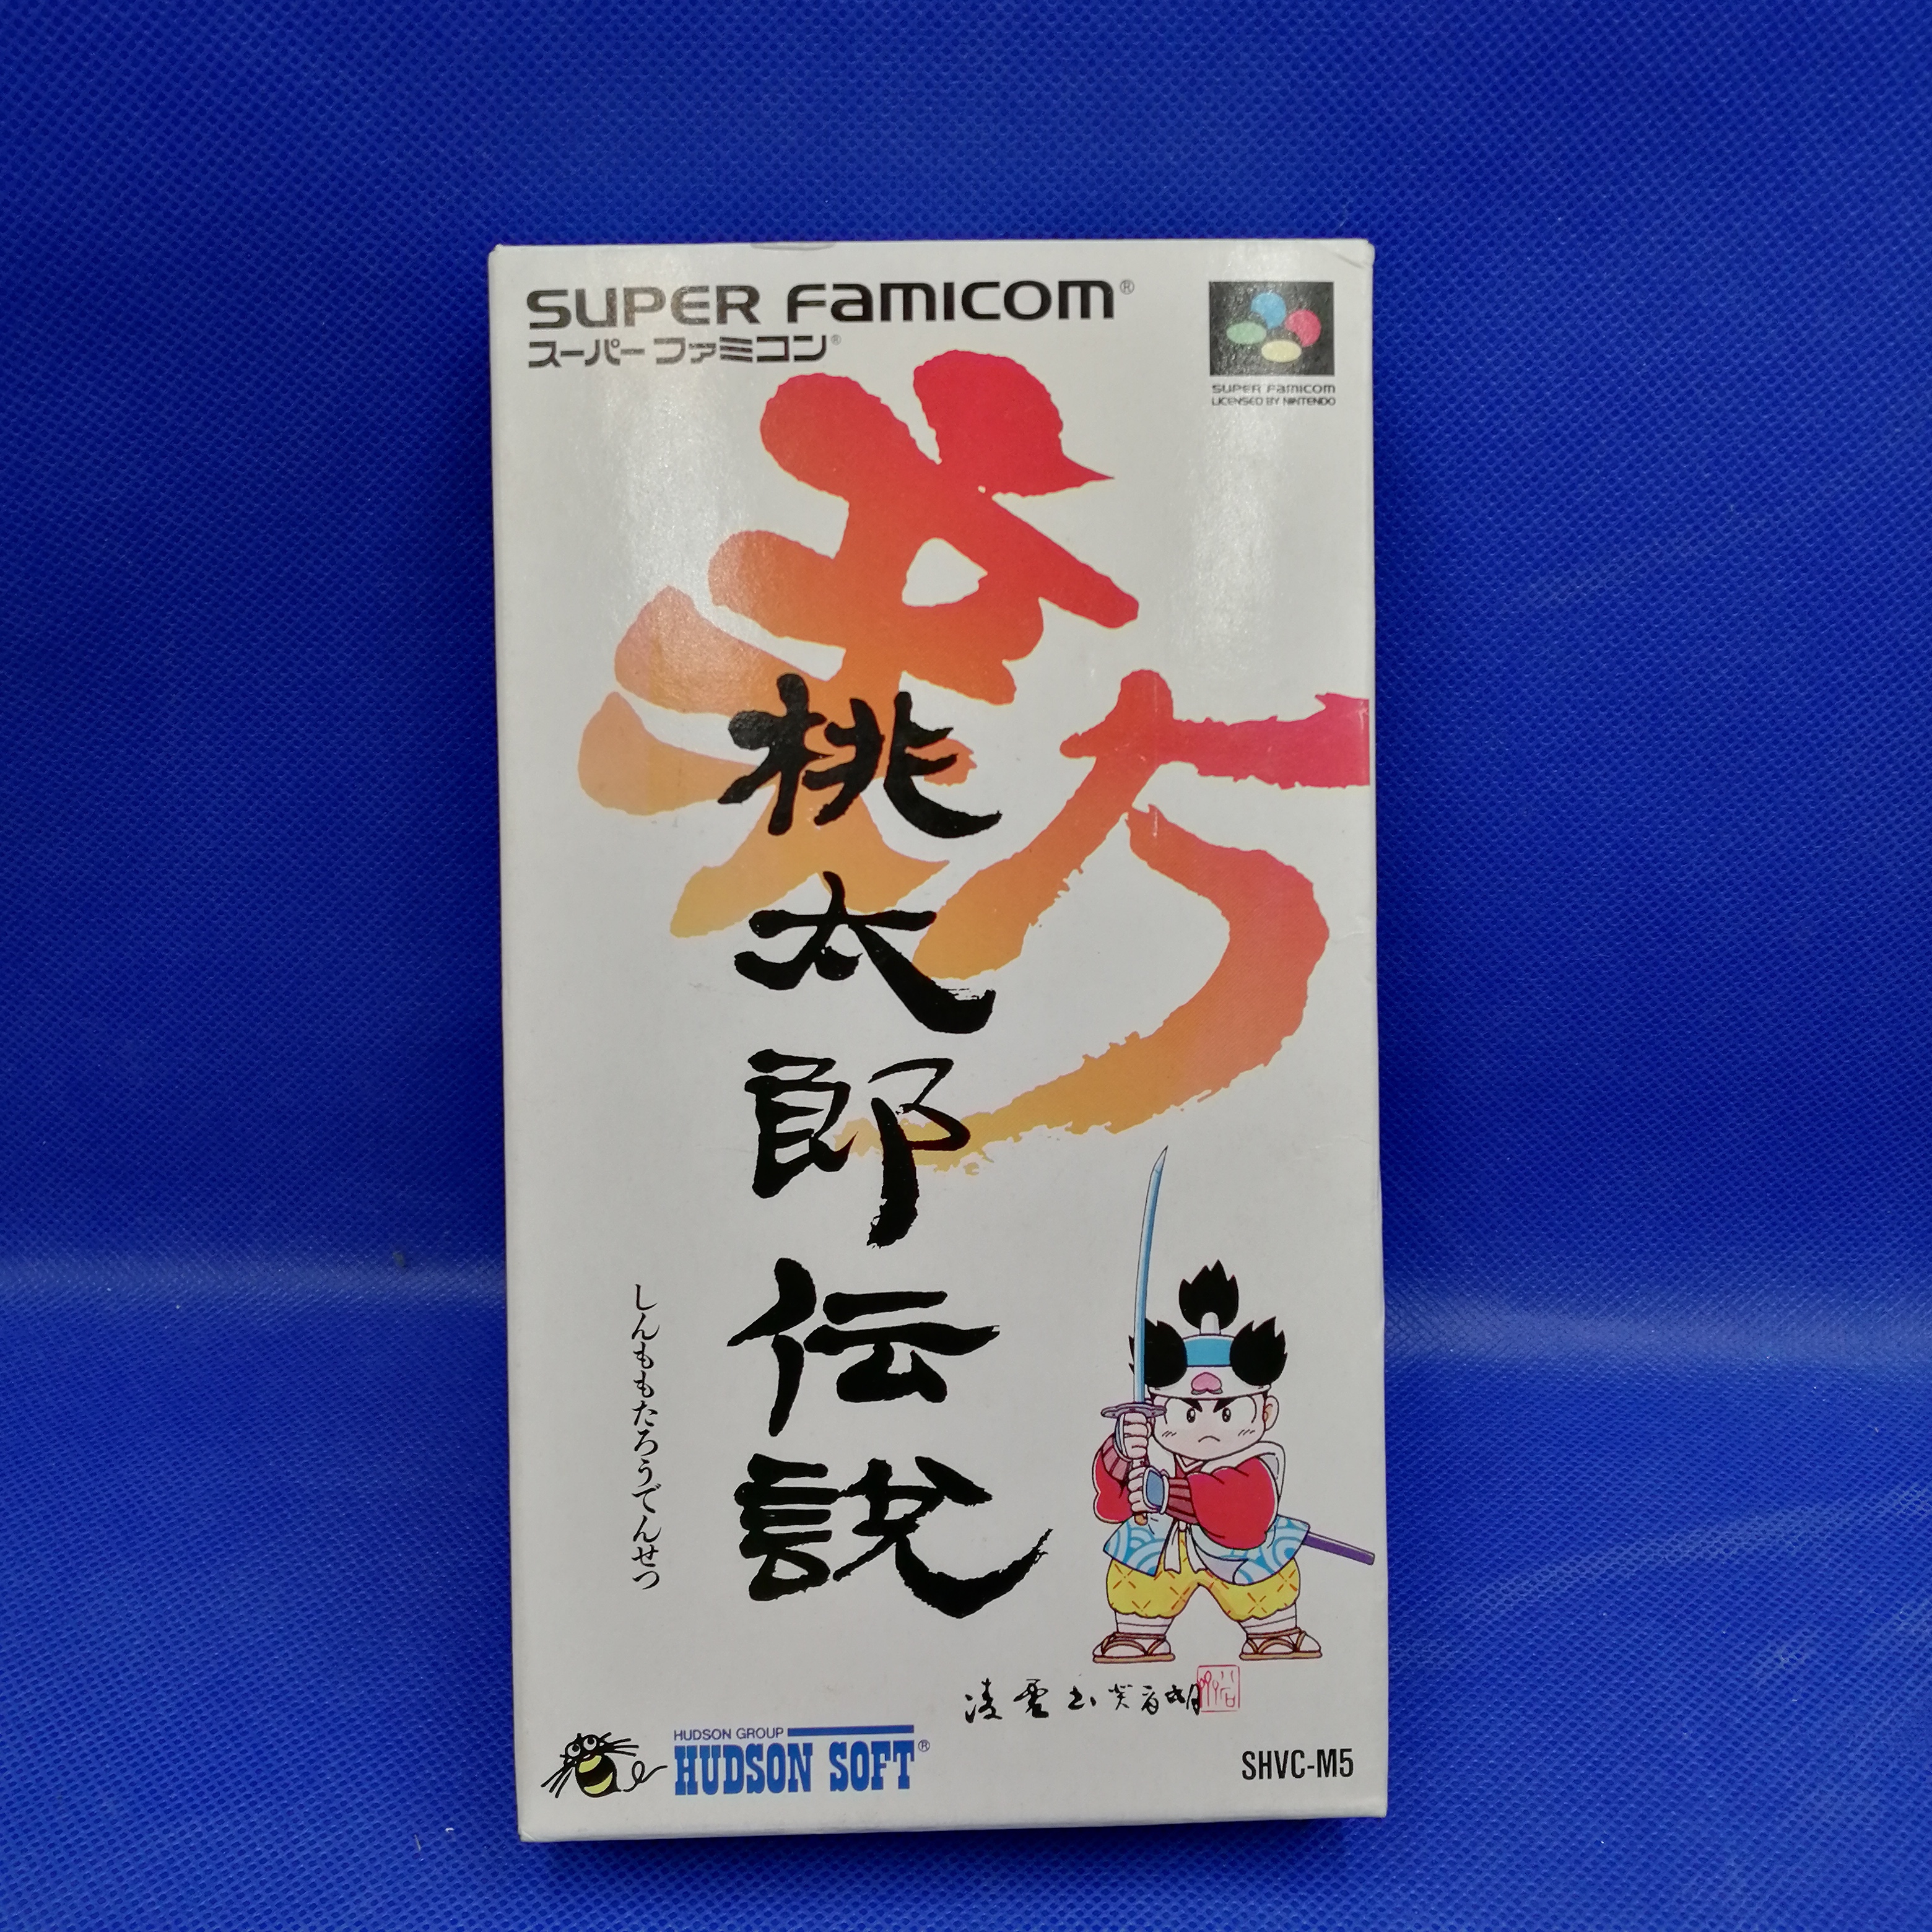 SUPER FAMICOM®
スーパーファミコン®
SUPER FAMICOM
LICENSED BY NINTENDO
新
桃太郎伝説
しんももたろうでんせつ
HUDSON GROUP
HUDSON SOFT®
SHVC-M5